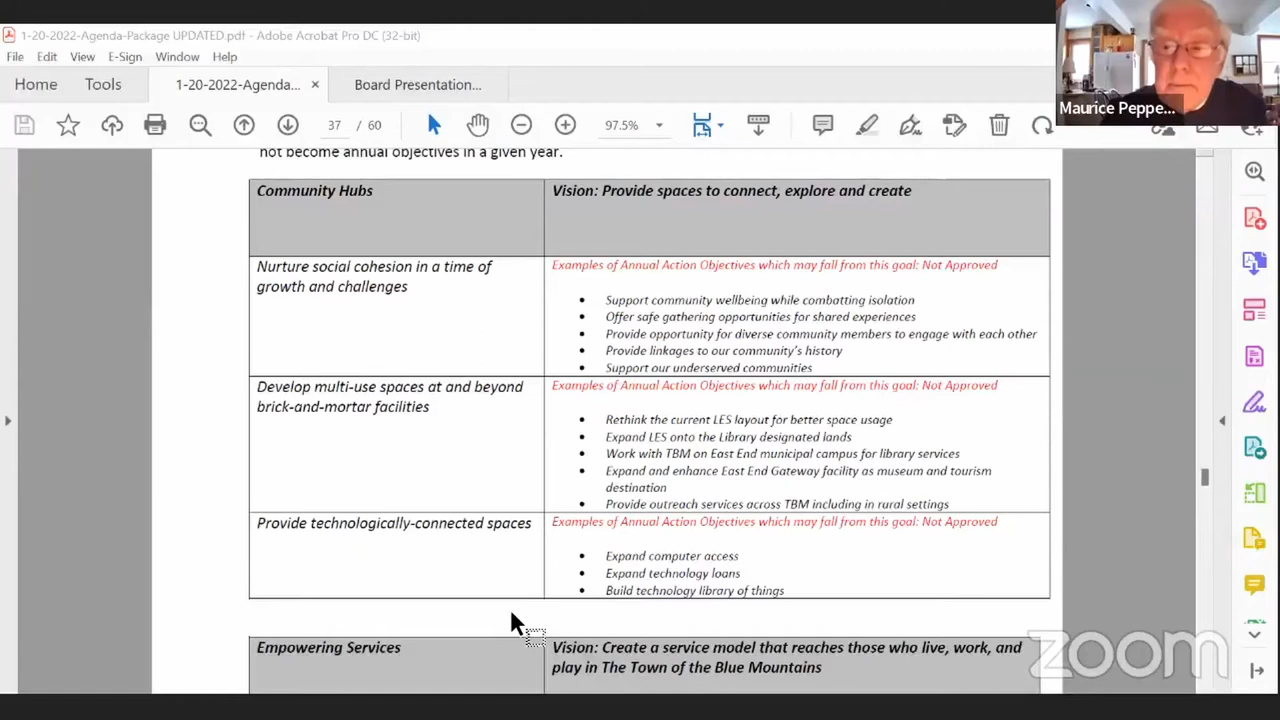 1-20-2022-Agenda-Package UPDATED.pdf - Adobe Acrobat Pro DC (32-bit)
File Edit View Window Help
Home Tools 1-20-2022-Agenda... × Board Presentation...
37 / 60 97.5%
Maurice Peppe...
not become annual objectives in a given year.
Community Hubs
Vision: Provide spaces to connect, explore and create
Nurture social cohesion in a time of
growth and challenges
Examples of Annual Action Objectives which may fall from this goal: Not Approved
• Support community wellbeing while combatting isolation
• Offer safe gathering opportunities for shared experiences
• Provide opportunity for diverse community members to engage with each other
• Provide linkages to our community's history
• Support our underserved communities
Develop multi-use spaces at and beyond
brick-and-mortar facilities
Examples of Annual Action Objectives which may fall from this goal: Not Approved
• Rethink the current LES layout for better space usage
• Expand LES onto the Library designated lands
• Work with TBM on East End municipal campus for library services
• Expand and enhance East End Gateway facility as museum and tourism
destination
• Provide outreach services across TBM including in rural settings
Provide technologically-connected spaces
Examples of Annual Action Objectives which may fall from this goal: Not Approved
• Expand computer access
• Expand technology loans
• Build technology library of things
Empowering Services
Vision: Create a service model that reaches those who live, work, and
play in The Town of the Blue Mountains
zoom